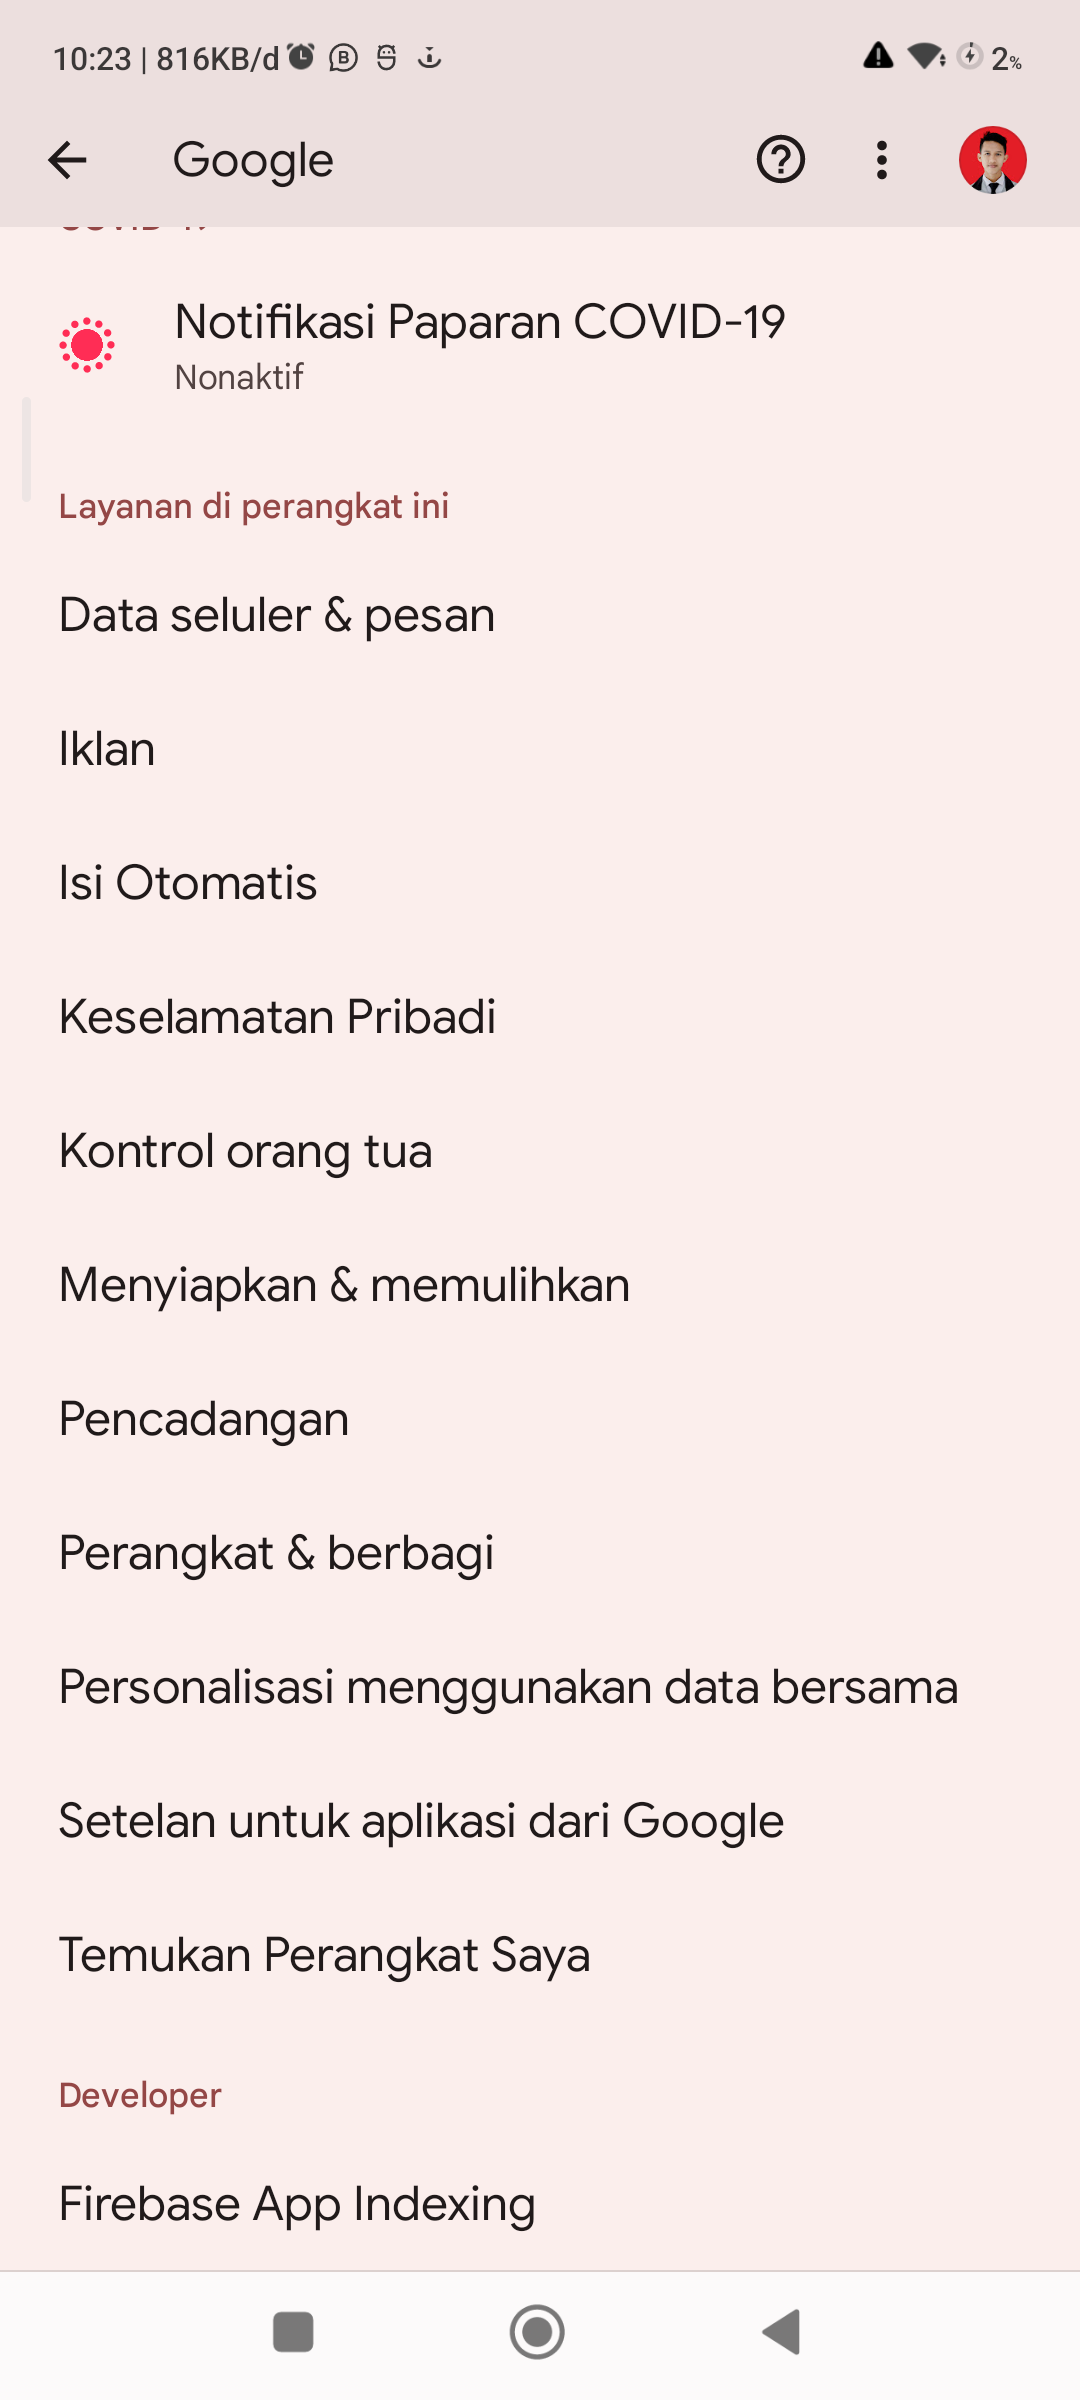 10:23 | 816KB/d
2%
Google
COVID-19
Notifikasi Paparan COVID-19
Nonaktif
Layanan di perangkat ini
Data seluler & pesan
Iklan
Isi Otomatis
Keselamatan Pribadi
Kontrol orang tua
Menyiapkan & memulihkan
Pencadangan
Perangkat & berbagi
Personalisasi menggunakan data bersama
Setelan untuk aplikasi dari Google
Temukan Perangkat Saya
Developer
Firebase App Indexing